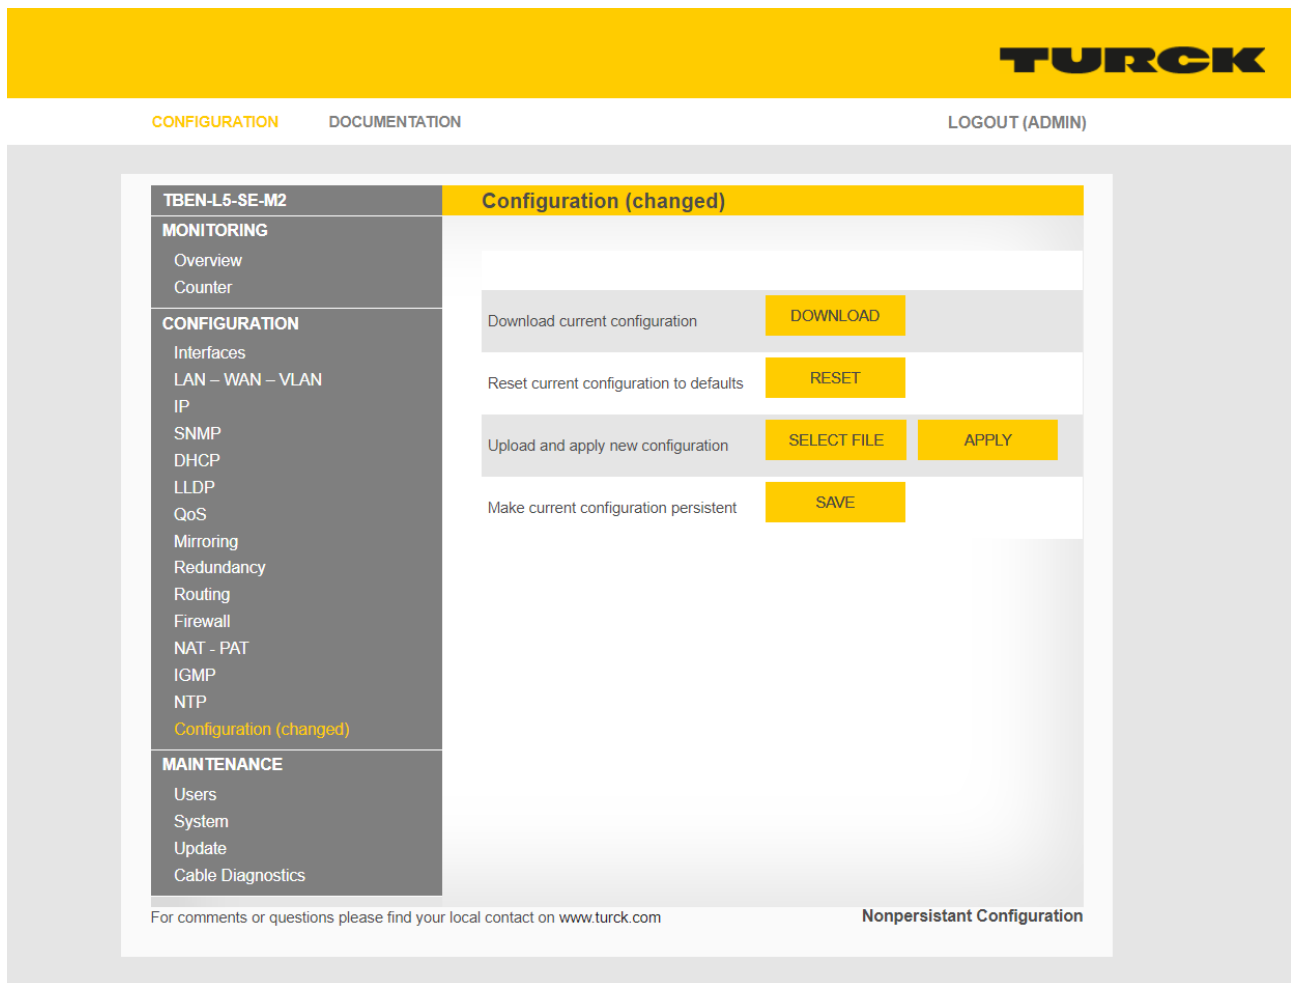 TURCK
CONFIGURATION DOCUMENTATION LOGOUT (ADMIN)
TBEN-L5-SE-M2
MONITORING
Overview
Counter
CONFIGURATION
Interfaces
LAN – WAN – VLAN
IP
SNMP
DHCP
LLDP
QoS
Mirroring
Redundancy
Routing
Firewall
NAT - PAT
IGMP
NTP
Configuration (changed)
MAINTENANCE
Users
System
Update
Cable Diagnostics
Configuration (changed)
Download current configuration DOWNLOAD
Reset current configuration to defaults RESET
Upload and apply new configuration SELECT FILE APPLY
Make current configuration persistent SAVE
For comments or questions please find your local contact on www.turck.com Nonpersistant Configuration